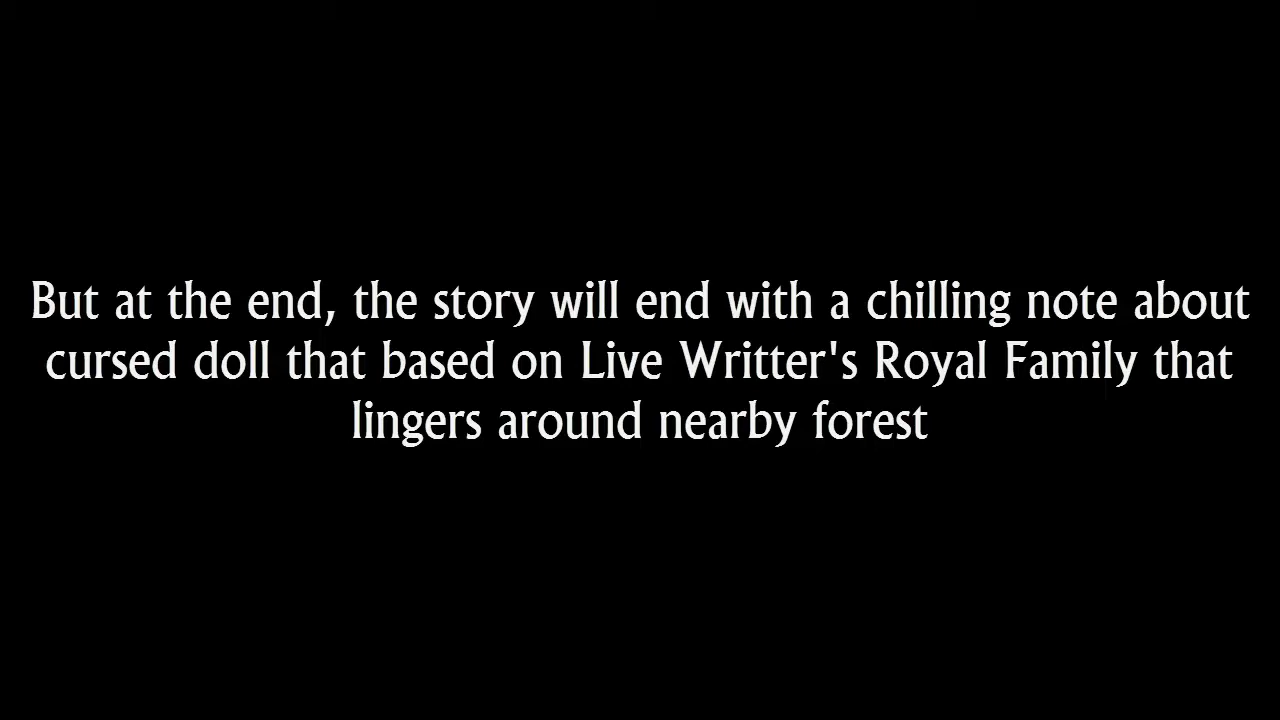 But at the end, the story will end with a chilling note about
cursed doll that based on Live Writter's Royal Family that
lingers around nearby forest